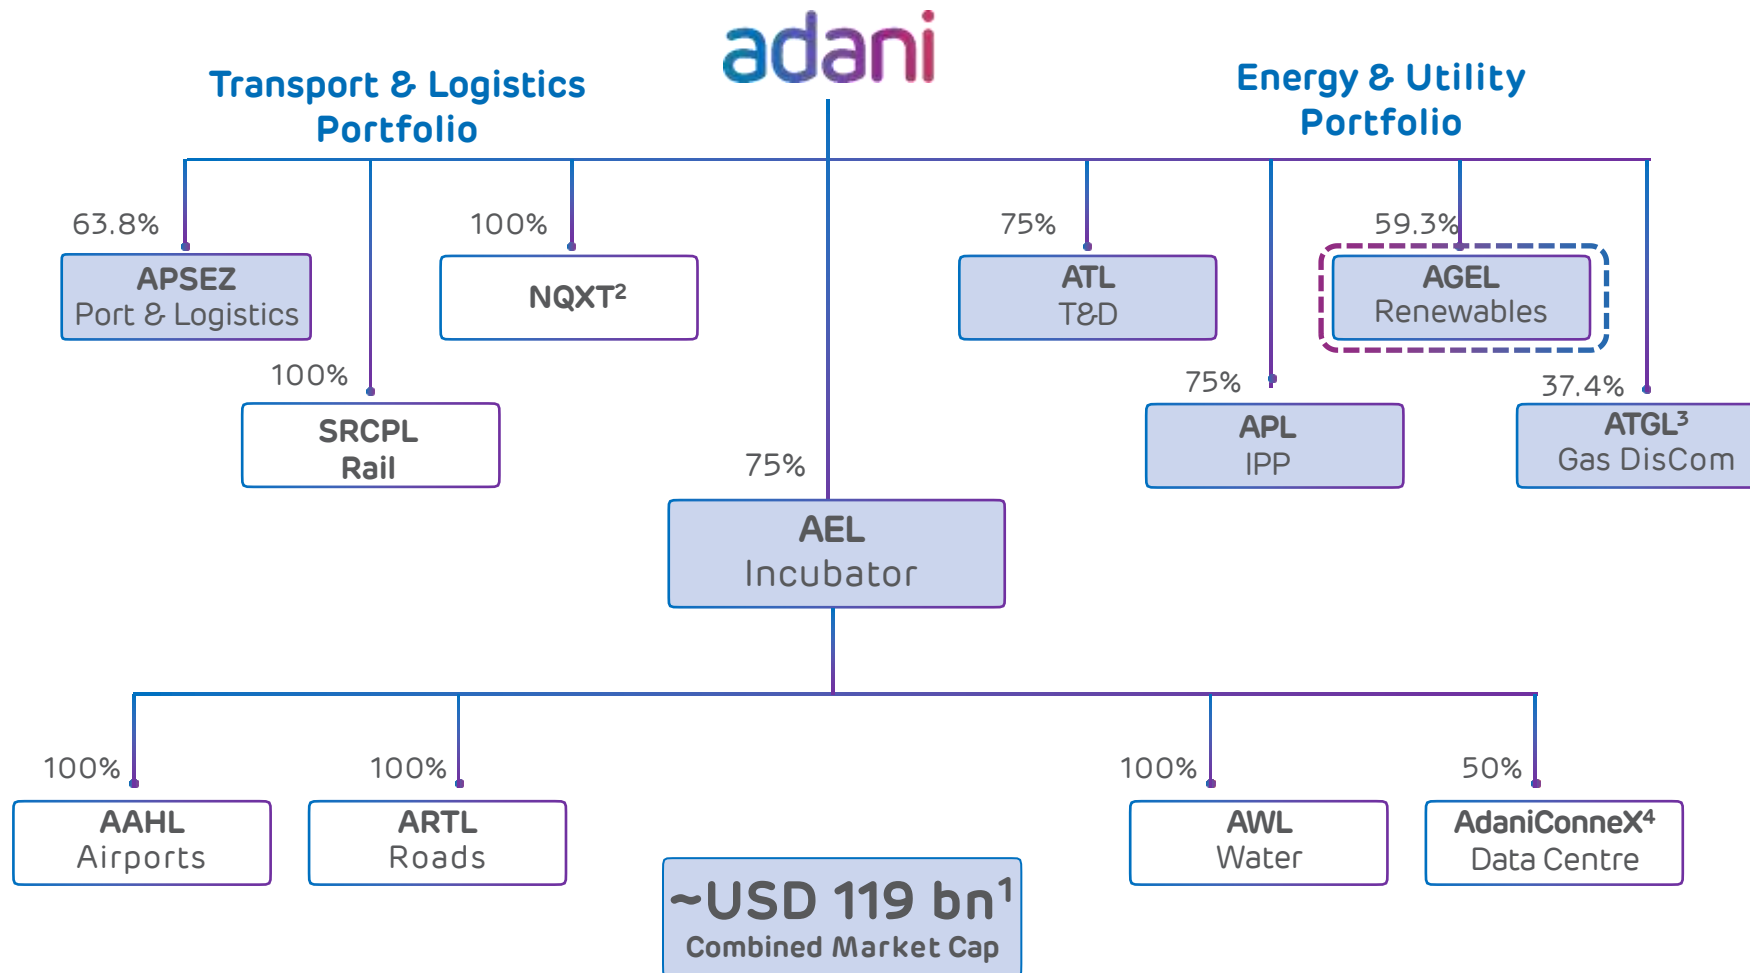 adani
Transport & Logistics
Portfolio
Energy & Utility
Portfolio
63.8%
APSEZ
Port & Logistics
100%
SRCPL
Rail
100%
NQXT²
75%
ATL
T&D
75%
APL
IPP
59.3%
AGEL
Renewables
37.4%
ATGL³
Gas DisCom
75%
AEL
Incubator
100%
AAHL
Airports
100%
ARTL
Roads
100%
AWL
Water
50%
AdaniConneX⁴
Data Centre
~USD 119 bn¹
Combined Market Cap